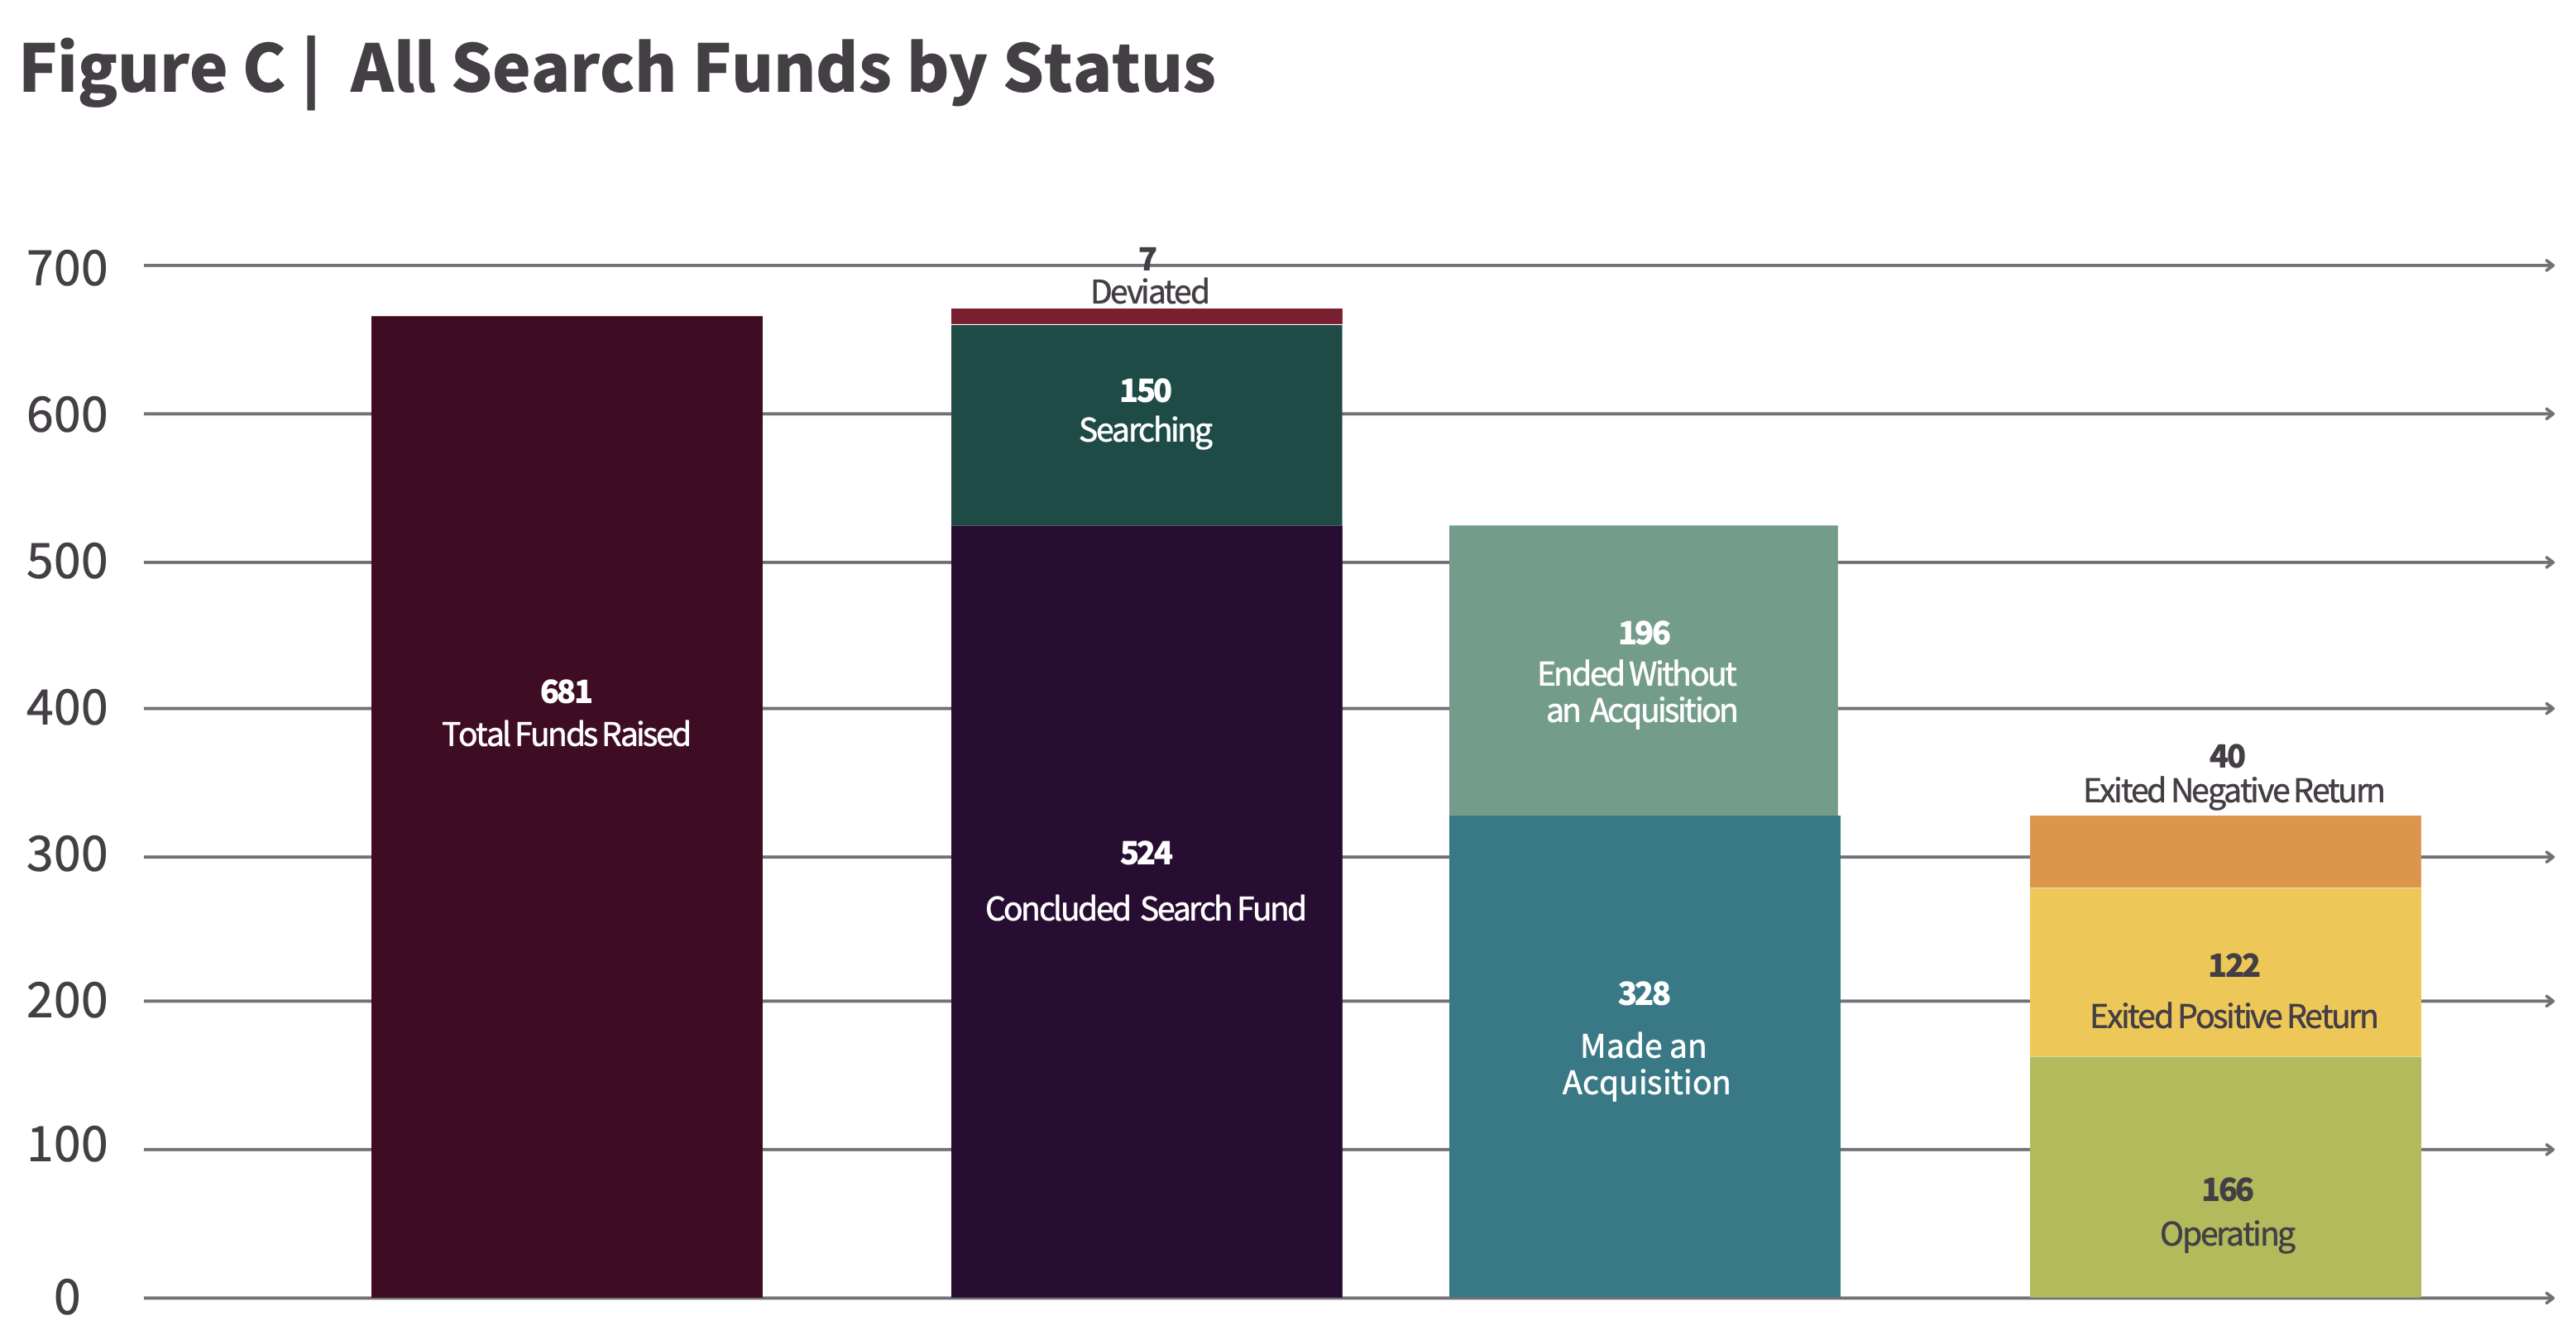 Figure C | All Search Funds by Status
700
600
500
400
300
200
100
0
681
Total Funds Raised
7
Deviated
150
Searching
524
Concluded Search Fund
196
Ended Without
an Acquisition
328
Made an
Acquisition
40
Exited Negative Return
122
Exited Positive Return
166
Operating